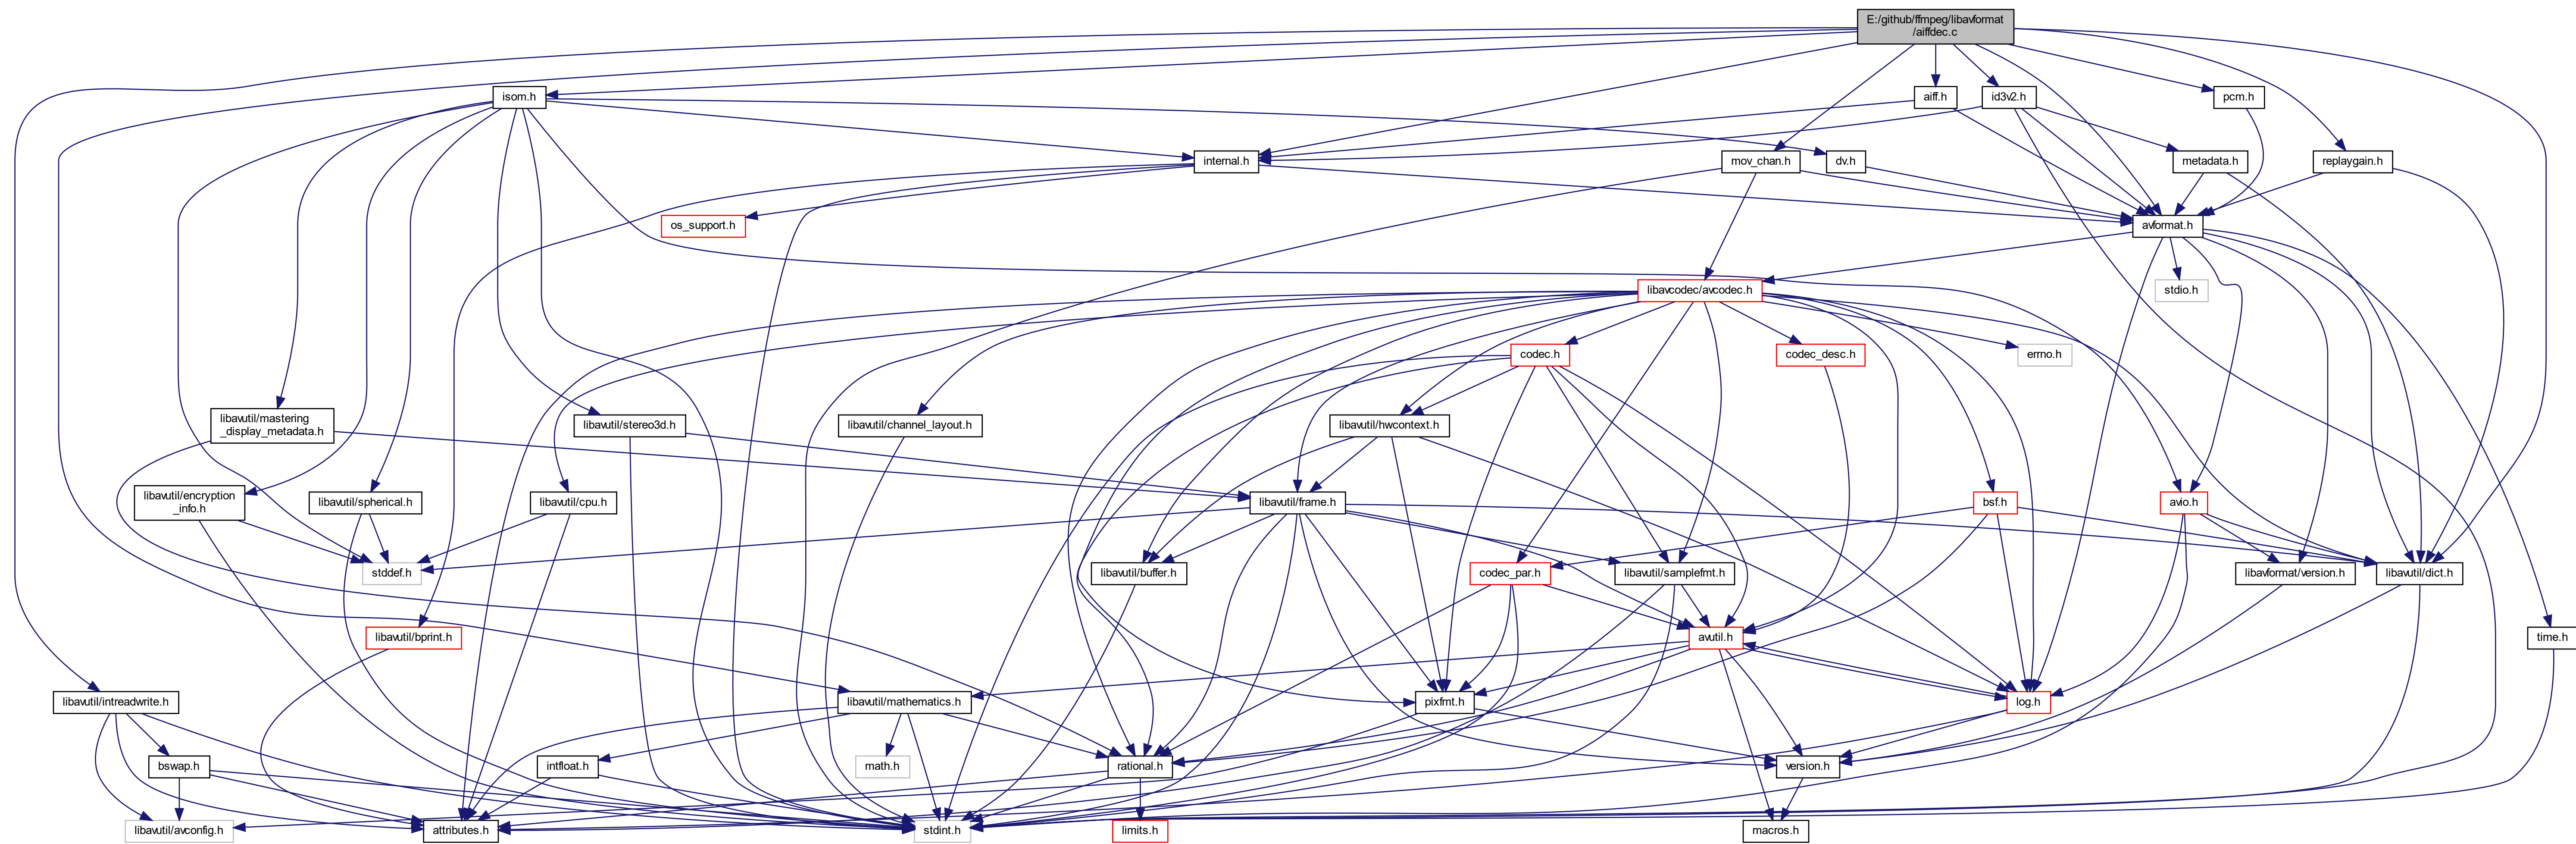 E:/github/ffmpeg/libavformat
/aiffdec.c
isom.h
aiff.h
id3v2.h
pcm.h
internal.h
mov_chan.h
dv.h
metadata.h
replaygain.h
os_support.h
avformat.h
libavcodec/avcodec.h
stdio.h
codec.h
codec_desc.h
errno.h
libavutil/mastering
_display_metadata.h
libavutil/stereo3d.h
libavutil/channel_layout.h
libavutil/hwcontext.h
libavutil/encryption
_info.h
libavutil/spherical.h
libavutil/cpu.h
libavutil/frame.h
bsf.h
avio.h
stddef.h
libavutil/buffer.h
codec_par.h
libavutil/samplefmt.h
libavformat/version.h
libavutil/dict.h
libavutil/bprint.h
avutil.h
time.h
libavutil/intreadwrite.h
libavutil/mathematics.h
pixfmt.h
log.h
bswap.h
intfloat.h
math.h
rational.h
version.h
libavutil/avconfig.h
attributes.h
stdint.h
limits.h
macros.h